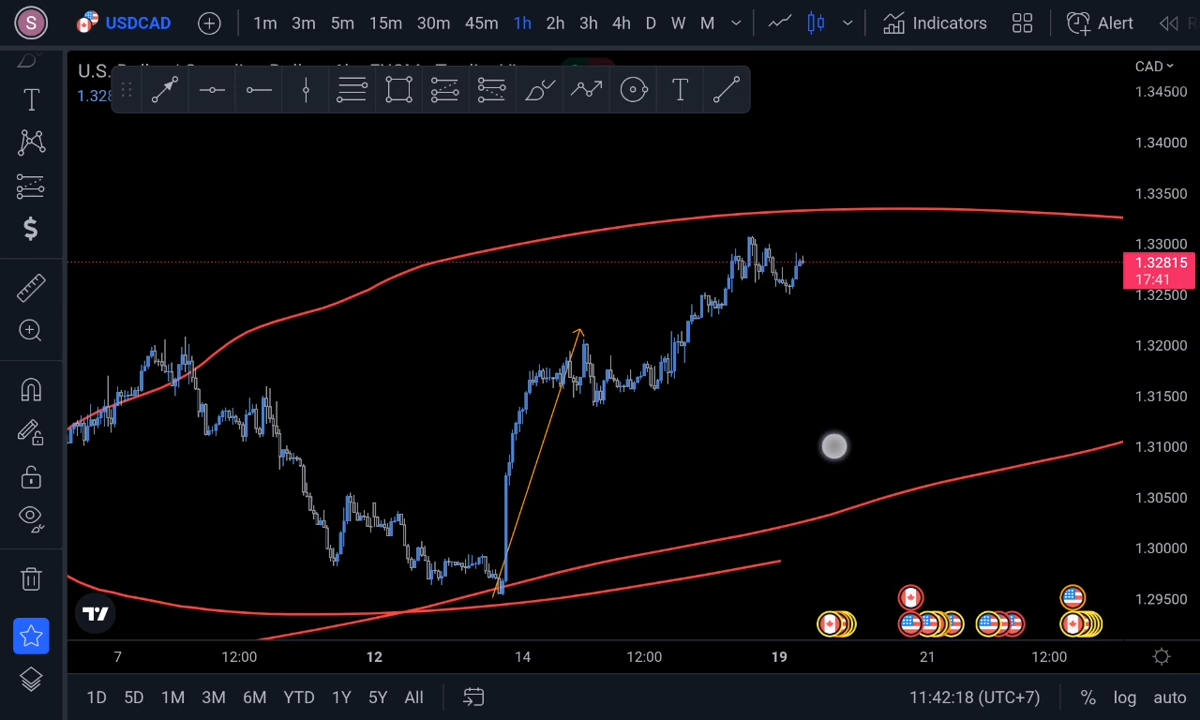 S USDCAD 1m 3m 5m 15m 30m 45m 1h 2h 3h 4h D W M Indicators Alert
U.S.
CAD
1.328
1.34500
1.34000
1.33500
1.33000
1.32815
17:41
1.32500
1.32000
1.31500
1.31000
1.30500
1.30000
1.29500
7 12:00 12 14 12:00 19 21 12:00
1D 5D 1M 3M 6M YTD 1Y 5Y All 11:42:18 (UTC+7) % log auto